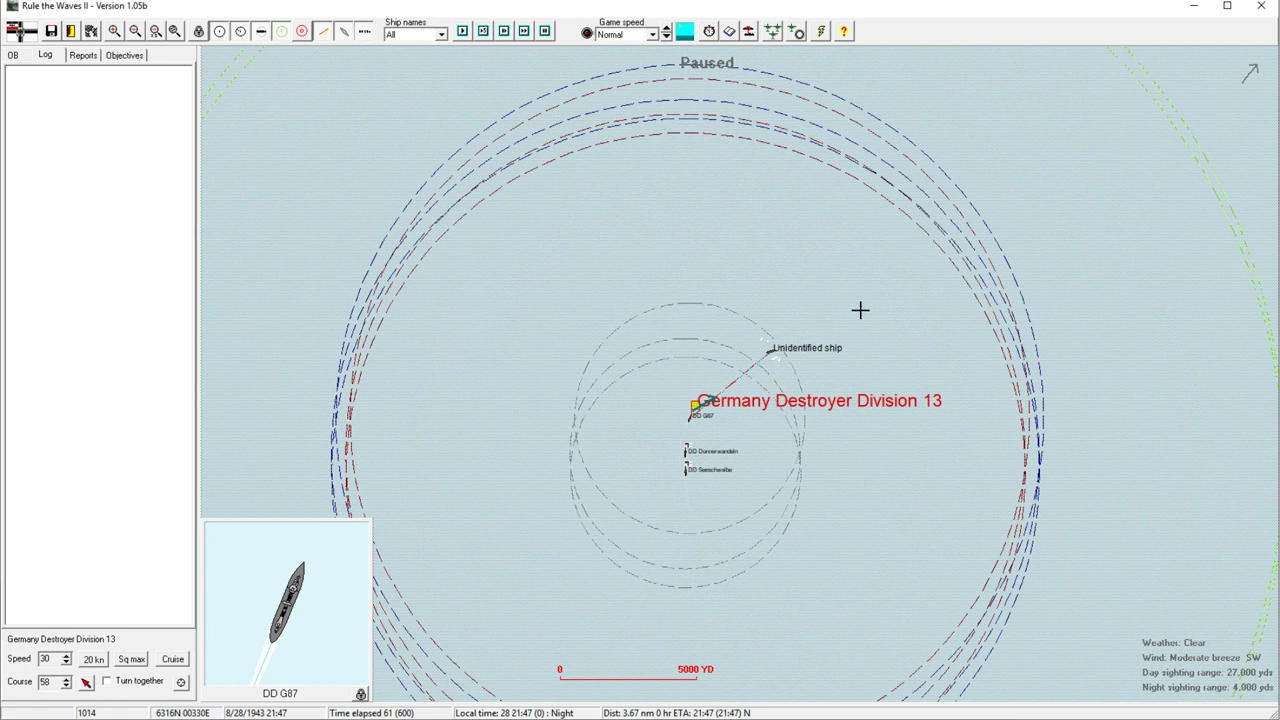 Rule the Waves II - Version 1.05b
Ship names
All
Game speed
Normal
OB
Log
Reports
Objectives
Paused
Unidentified ship
Germany Destroyer Division 13
DD G87
DD Donnerwandeln
DD Seeschwalbe
Germany Destroyer Division 13
Speed 30 20 kn Sq max Cruise
Course 58 Turn together
DD G87
0 5000 YD
Weather: Clear
Wind: Moderate breeze SW
Day sighting range: 27,000 yds
Night sighting range: 4,000 yds
1014 6316N 00330E 8/28/1943 21:47 Time elapsed 61 (600) Local time: 28 21:47 (0) : Night Dist: 3.67 nm 0 hr ETA: 21:47 (21:47) N